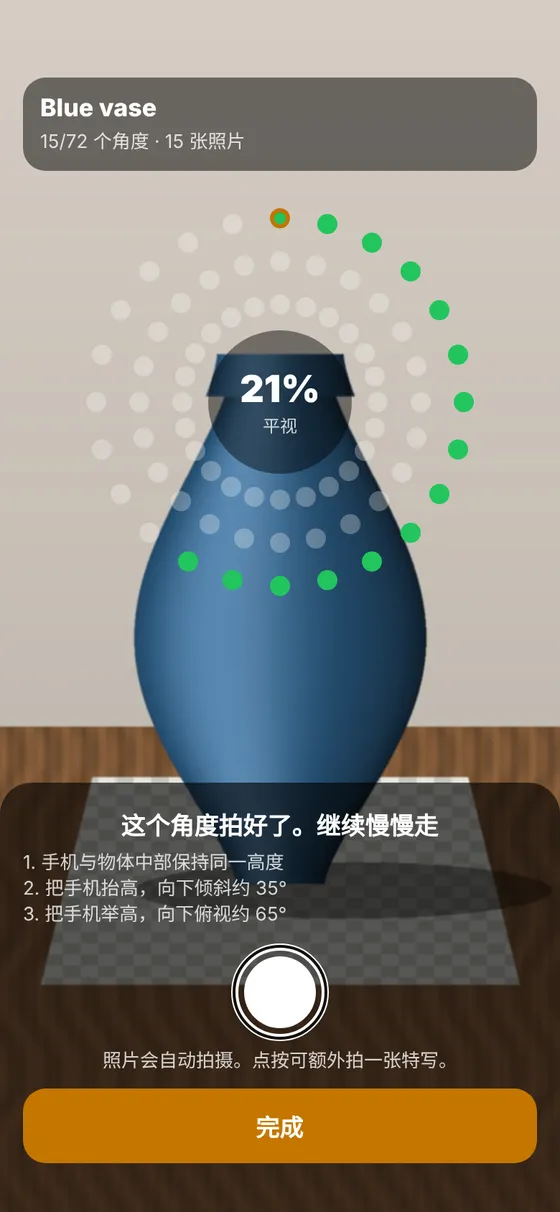 Blue vase
15/72 个角度 · 15 张照片
21%
平视
这个角度拍好了。继续慢慢走
1. 手机与物体中部保持同一高度
2. 把手机抬高，向下倾斜约 35°
3. 把手机举高，向下俯视约 65°
照片会自动拍摄。点按可额外拍一张特写。
完成